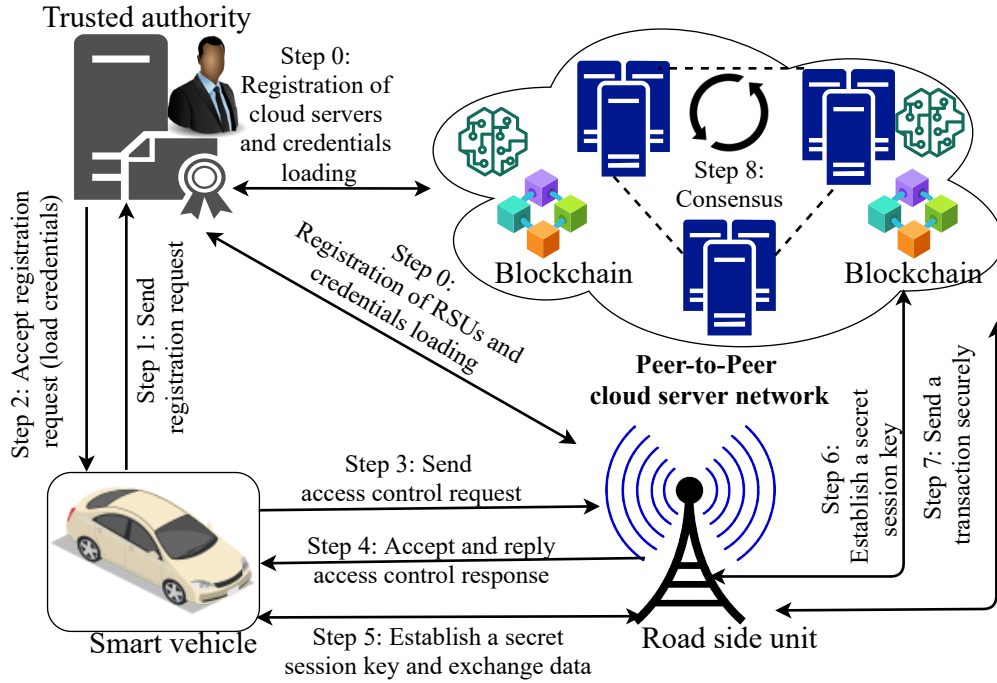 Trusted authority
Step 0:
Registration of
cloud servers
and credentials
loading
Step 8:
Consensus
Blockchain
Blockchain
Peer-to-Peer
cloud server network
Step 0:
Registration of RSUs and
credentials loading
Step 2: Accept registration
request (load credentials)
Step 1: Send
registration request
Step 3: Send
access control request
Step 4: Accept and reply
access control response
Step 5: Establish a secret
session key and exchange data
Step 6:
Establish a secret
session key
Step 7: Send a
transaction securely
Smart vehicle
Road side unit